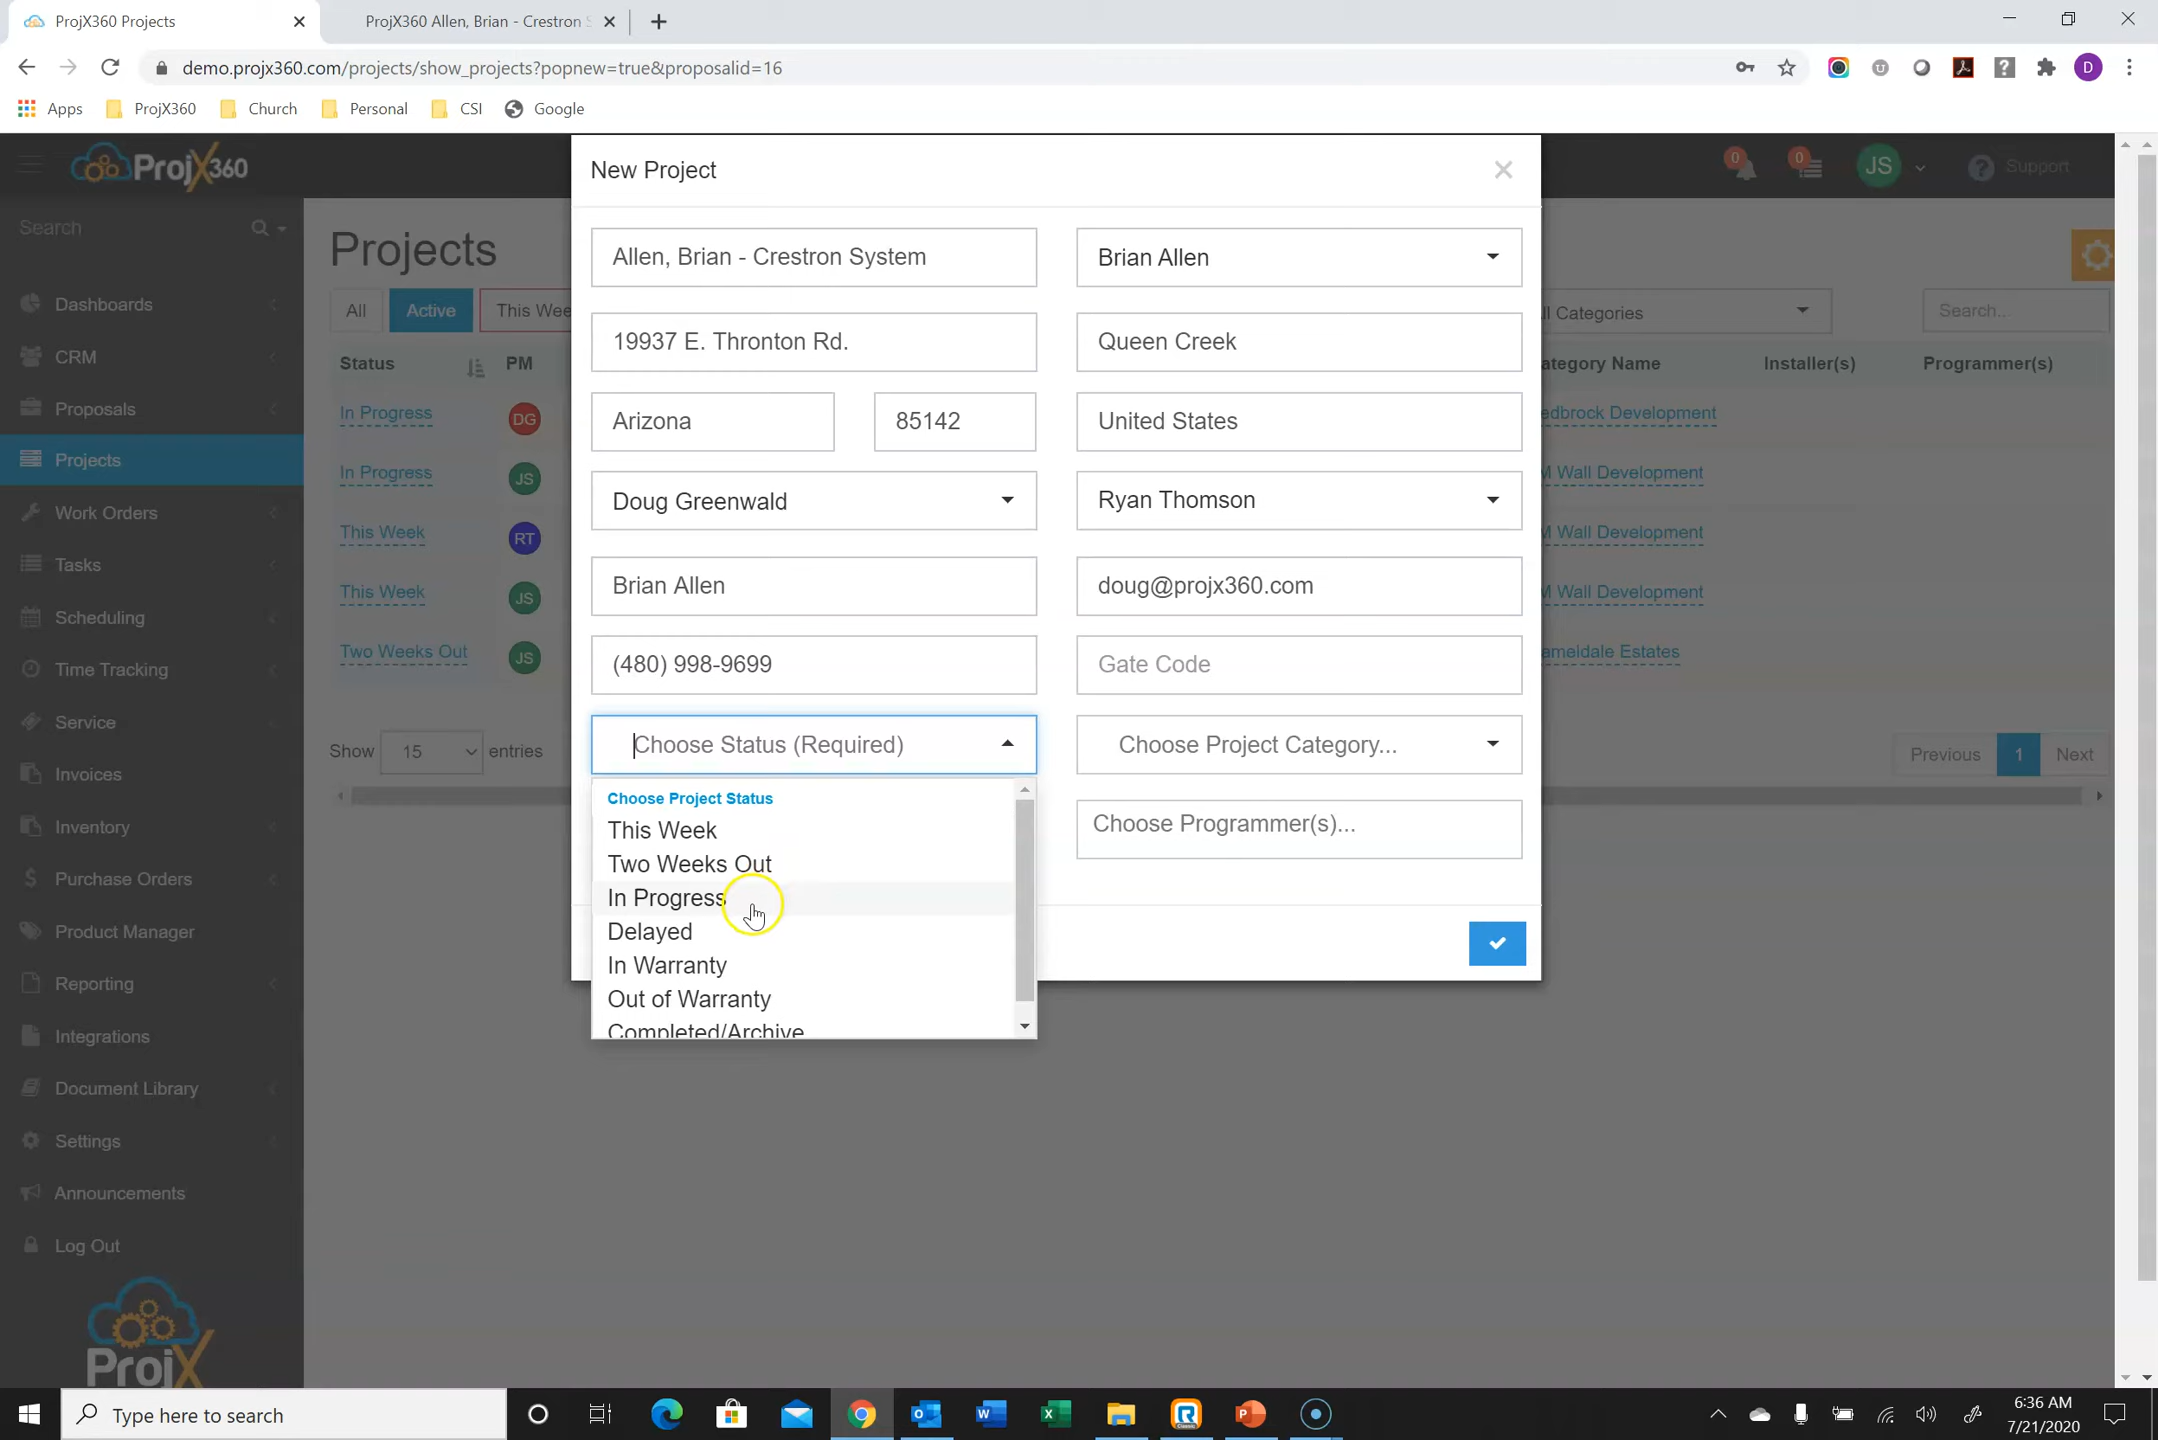 ProjX360 Projects
ProjX360 Allen, Brian - Crestron S
demo.projx360.com/projects/show_projects?popnew=true&proposalid=16
D
Apps ProjX360 Church Personal CSI Google
ProjX360
New Project
0 0 JS Support
Search
Projects
Allen, Brian - Crestron System
Brian Allen
Dashboards
All Active This Wee
ll Categories
Search...
19937 E. Thronton Rd.
Queen Creek
CRM
Status PM
ategory Name Installer(s) Programmer(s)
Proposals
In Progress DG
Arizona 85142 United States
edbrock Development
Projects
In Progress JS
Doug Greenwald
Ryan Thomson
M Wall Development
Work Orders
This Week RT
M Wall Development
Tasks
This Week JS
Brian Allen
doug@projx360.com
M Wall Development
Scheduling
Two Weeks Out JS
(480) 998-9699
Gate Code
ameldale Estates
Time Tracking
Service
Show 15 entries
Choose Status (Required)
Choose Project Category...
Previous 1 Next
Invoices
Choose Project Status
Inventory
This Week
Choose Programmer(s)...
Two Weeks Out
Purchase Orders
In Progress
Product Manager
Delayed
In Warranty
Reporting
Out of Warranty
Completed/Archive
Integrations
Document Library
Settings
Announcements
Log Out
ProjX
Type here to search
6:36 AM
7/21/2020